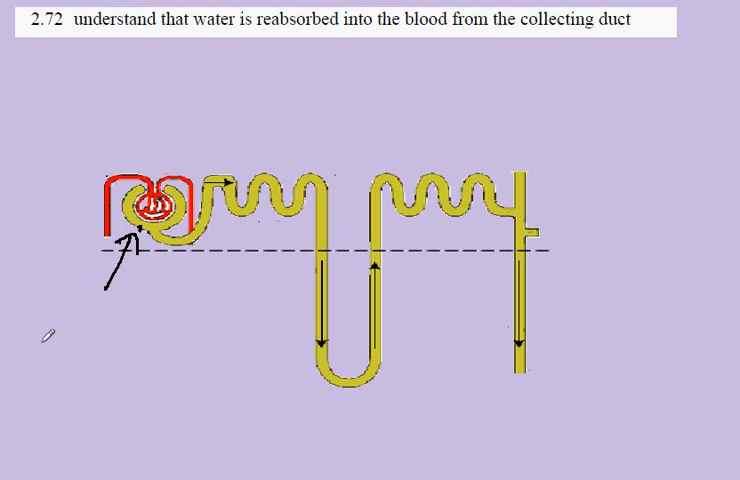 2.72 understand that water is reabsorbed into the blood from the collecting duct